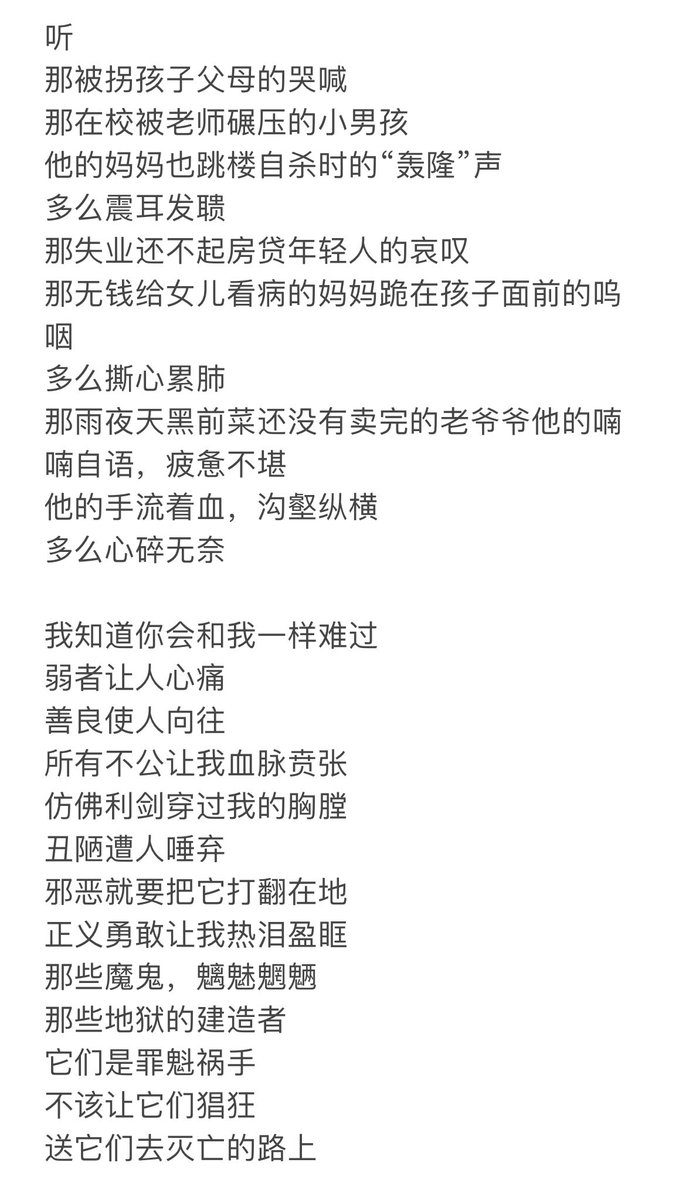 听
那被拐孩子父母的哭喊
那在校被老师碾压的小男孩
他的妈妈也跳楼自杀时的“轰隆”声
多么震耳发聩
那失业还不起房贷年轻人的哀叹
那无钱给女儿看病的妈妈跪在孩子面前的呜
咽
多么撕心累肺
那雨夜天黑前菜还没有卖完的老爷爷他的喃
喃自语，疲惫不堪
他的手流着血，沟壑纵横
多么心碎无奈
我知道你会和我一样难过
弱者让人心痛
善良使人向往
所有不公让我血脉贲张
仿佛利剑穿过我的胸膛
丑陋遭人唾弃
邪恶就要把它打翻在地
正义勇敢让我热泪盈眶
那些魔鬼，魑魅魍魉
那些地狱的建造者
它们是罪魁祸手
不该让它们猖狂
送它们去灭亡的路上